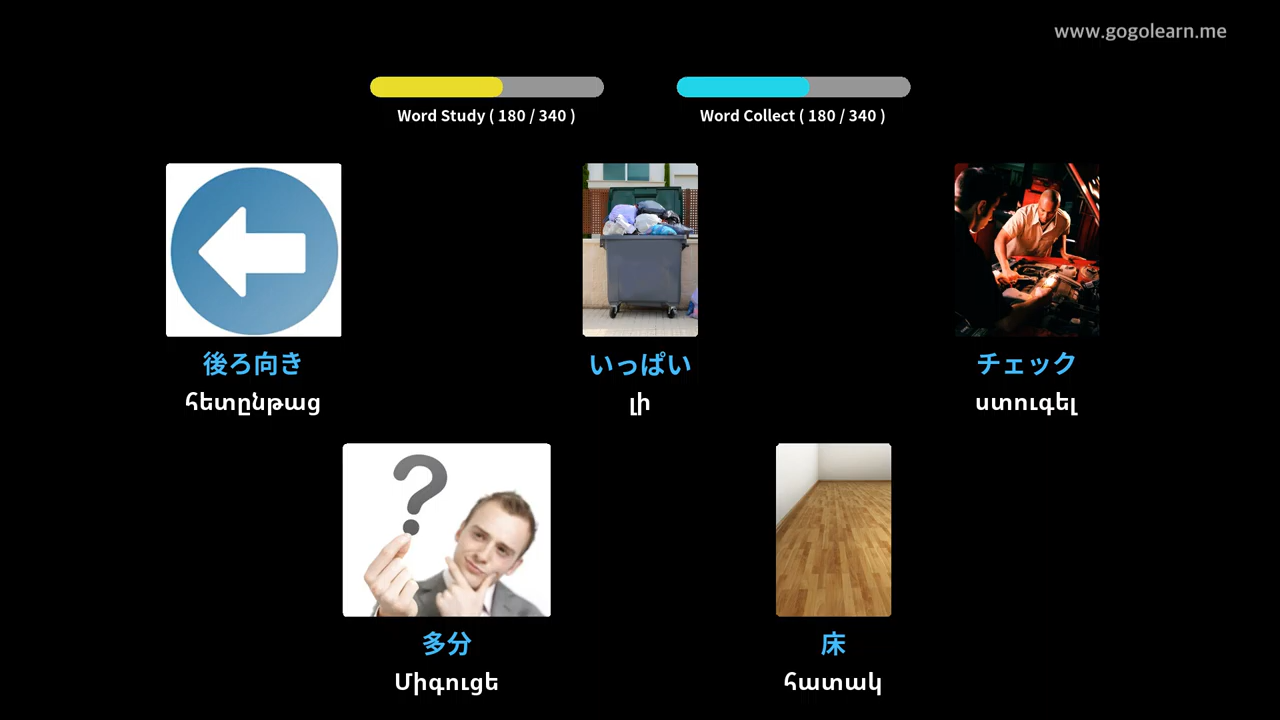 www.gogolearn.me
Word Study ( 180 / 340 )
Word Collect ( 180 / 340 )
後ろ向き
հետընթաց
いっぱい
լի
チェック
ստուգել
多分
Միգուցե
床
հատակ